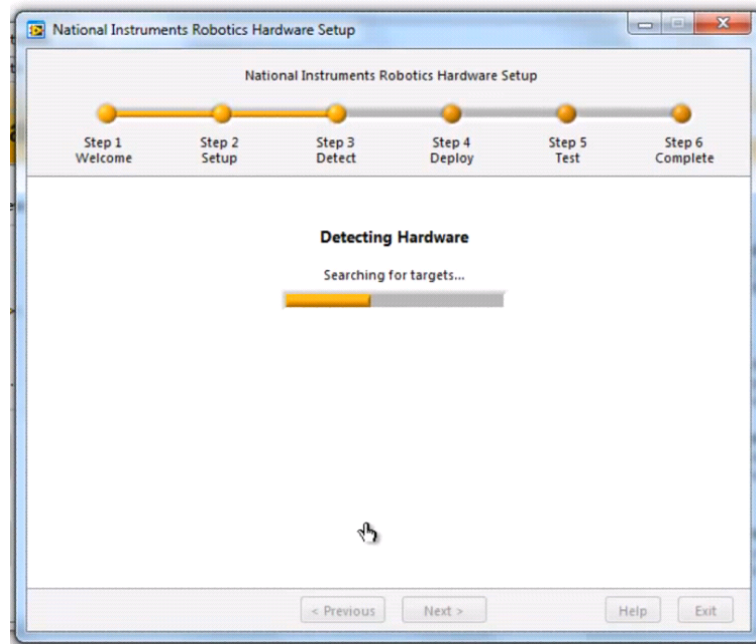 National Instruments Robotics Hardware Setup
National Instruments Robotics Hardware Setup
Step 1 Step 2 Step 3 Step 4 Step 5 Step 6
Welcome Setup Detect Deploy Test Complete
Detecting Hardware
Searching for targets...
< Previous Next > Help Exit